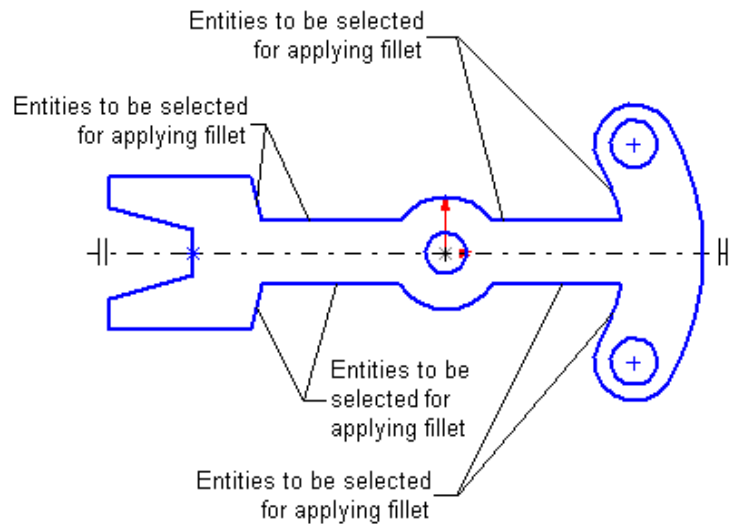 Entities to be selected
for applying fillet
Entities to be selected
for applying fillet
Entities to be
selected for
applying fillet
Entities to be selected
for applying fillet